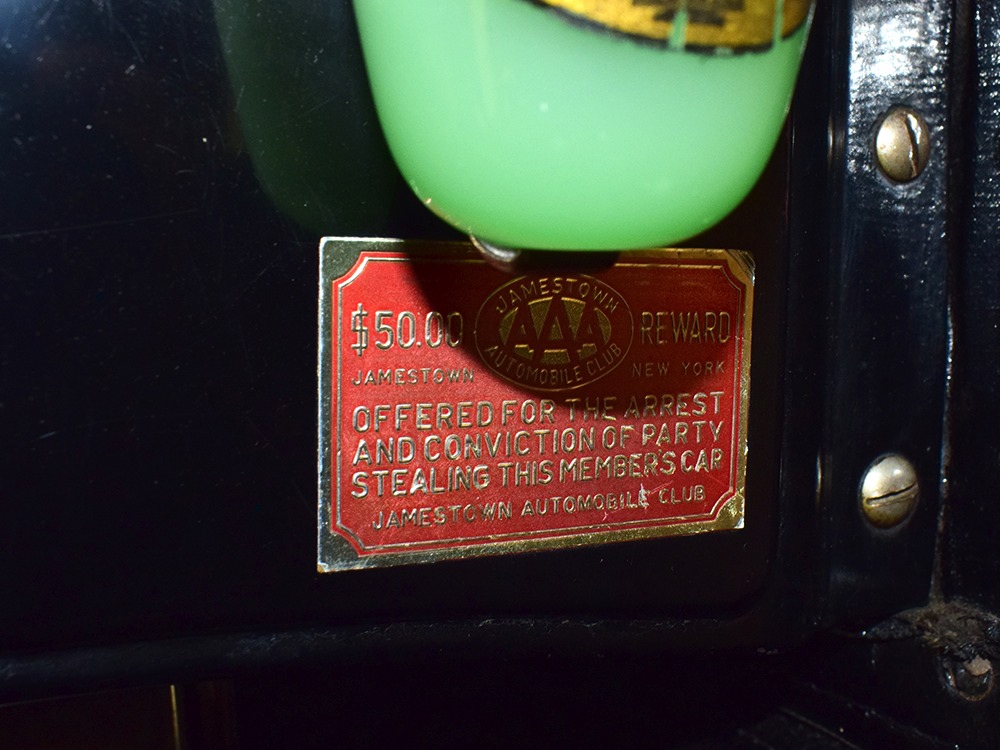 $50.00
JAMESTOWN
AAA
AUTOMOBILE CLUB
REWARD
JAMESTOWN
NEW YORK
OFFERED FOR THE ARREST
AND CONVICTION OF PARTY
STEALING THIS MEMBER'S CAR
JAMESTOWN AUTOMOBILE CLUB